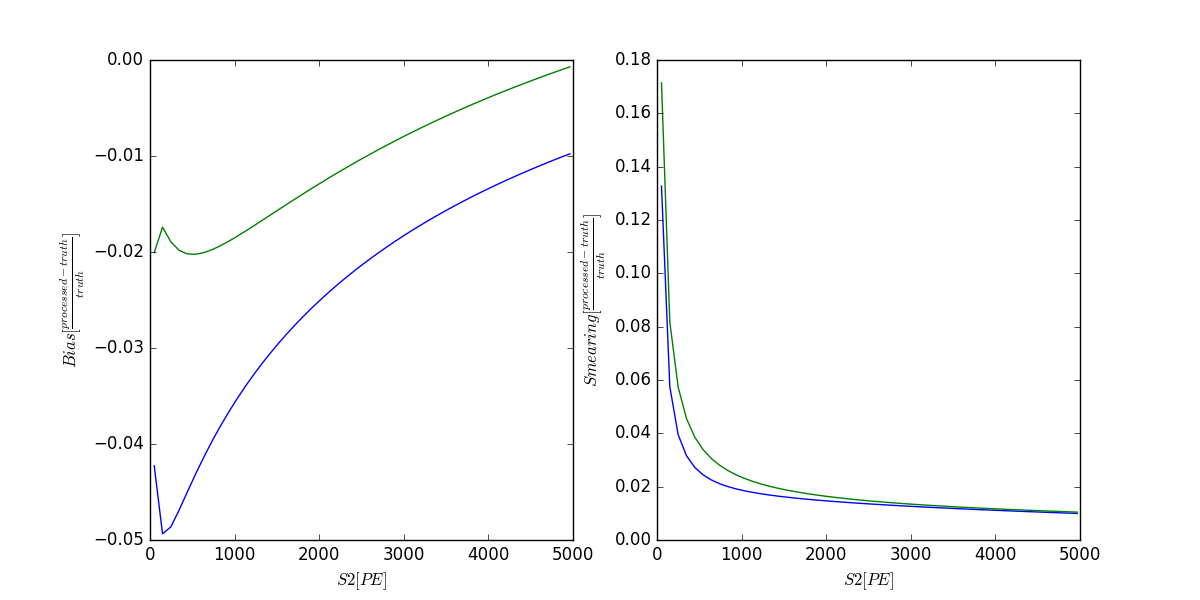 0.00
−0.01
−0.02
−0.03
−0.04
−0.05
0 1000 2000 3000 4000 5000
S2[PE]
Bias[processed−truth/truth]
0.18
0.16
0.14
0.12
0.10
0.08
0.06
0.04
0.02
0.00
0 1000 2000 3000 4000 5000
S2[PE]
Smearing[processed−truth/truth]